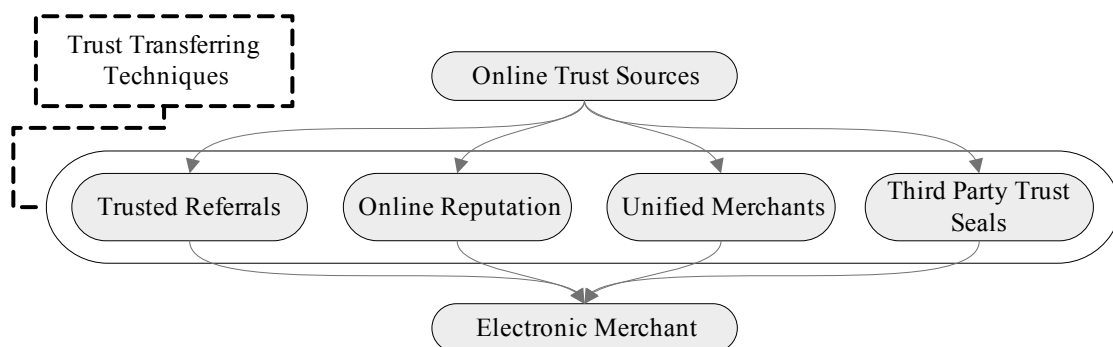 Trust Transferring
Techniques
Online Trust Sources
Trusted Referrals
Online Reputation
Unified Merchants
Third Party Trust
Seals
Electronic Merchant